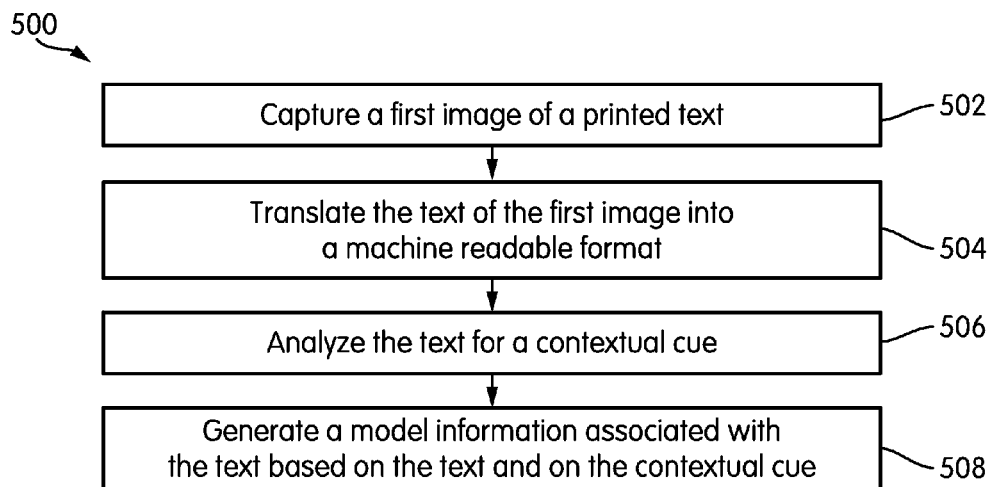 500
Capture a first image of a printed text
502
Translate the text of the first image into
a machine readable format
504
Analyze the text for a contextual cue
506
Generate a model information associated with
the text based on the text and on the contextual cue
508